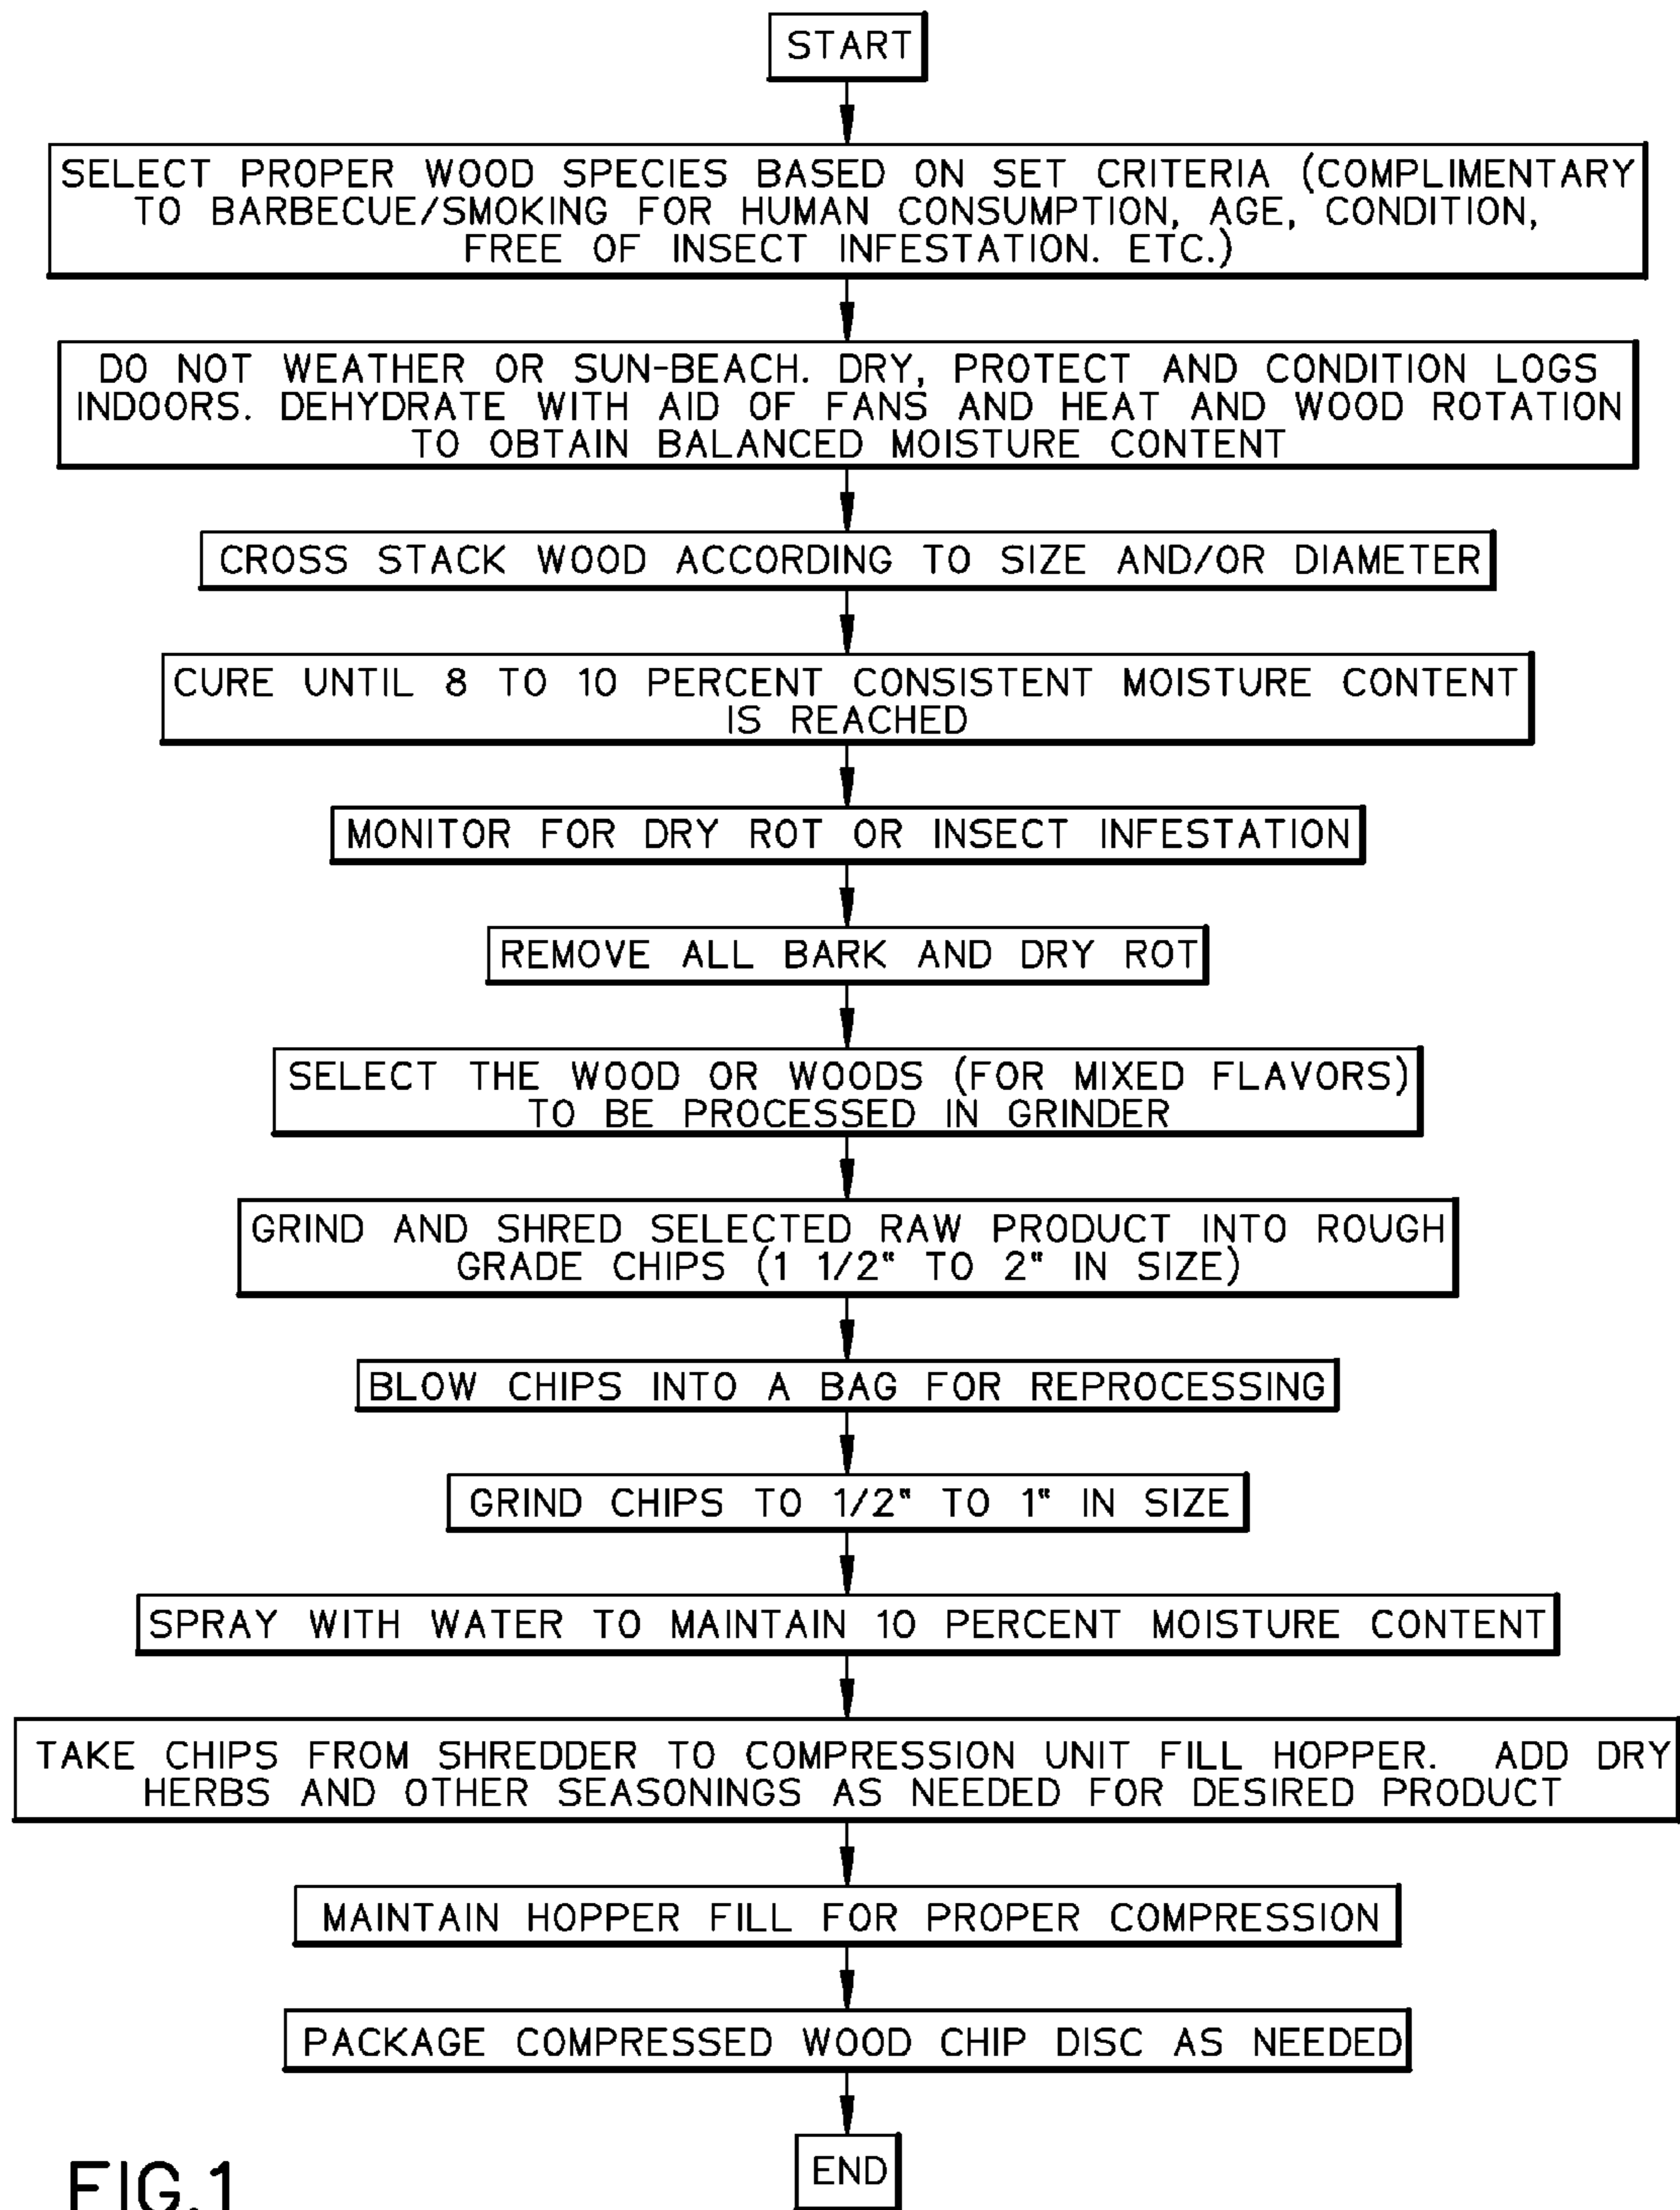 START
SELECT PROPER WOOD SPECIES BASED ON SET CRITERIA (COMPLIMENTARY
TO BARBECUE/SMOKING FOR HUMAN CONSUMPTION, AGE, CONDITION,
FREE OF INSECT INFESTATION. ETC.)
DO NOT WEATHER OR SUN-BEACH. DRY, PROTECT AND CONDITION LOGS
INDOORS. DEHYDRATE WITH AID OF FANS AND HEAT AND WOOD ROTATION
TO OBTAIN BALANCED MOISTURE CONTENT
CROSS STACK WOOD ACCORDING TO SIZE AND/OR DIAMETER
CURE UNTIL 8 TO 10 PERCENT CONSISTENT MOISTURE CONTENT
IS REACHED
MONITOR FOR DRY ROT OR INSECT INFESTATION
REMOVE ALL BARK AND DRY ROT
SELECT THE WOOD OR WOODS (FOR MIXED FLAVORS)
TO BE PROCESSED IN GRINDER
GRIND AND SHRED SELECTED RAW PRODUCT INTO ROUGH
GRADE CHIPS (1 1/2" TO 2" IN SIZE)
BLOW CHIPS INTO A BAG FOR REPROCESSING
GRIND CHIPS TO 1/2" TO 1" IN SIZE
SPRAY WITH WATER TO MAINTAIN 10 PERCENT MOISTURE CONTENT
TAKE CHIPS FROM SHREDDER TO COMPRESSION UNIT FILL HOPPER. ADD DRY
HERBS AND OTHER SEASONINGS AS NEEDED FOR DESIRED PRODUCT
MAINTAIN HOPPER FILL FOR PROPER COMPRESSION
PACKAGE COMPRESSED WOOD CHIP DISC AS NEEDED
END
FIG.1